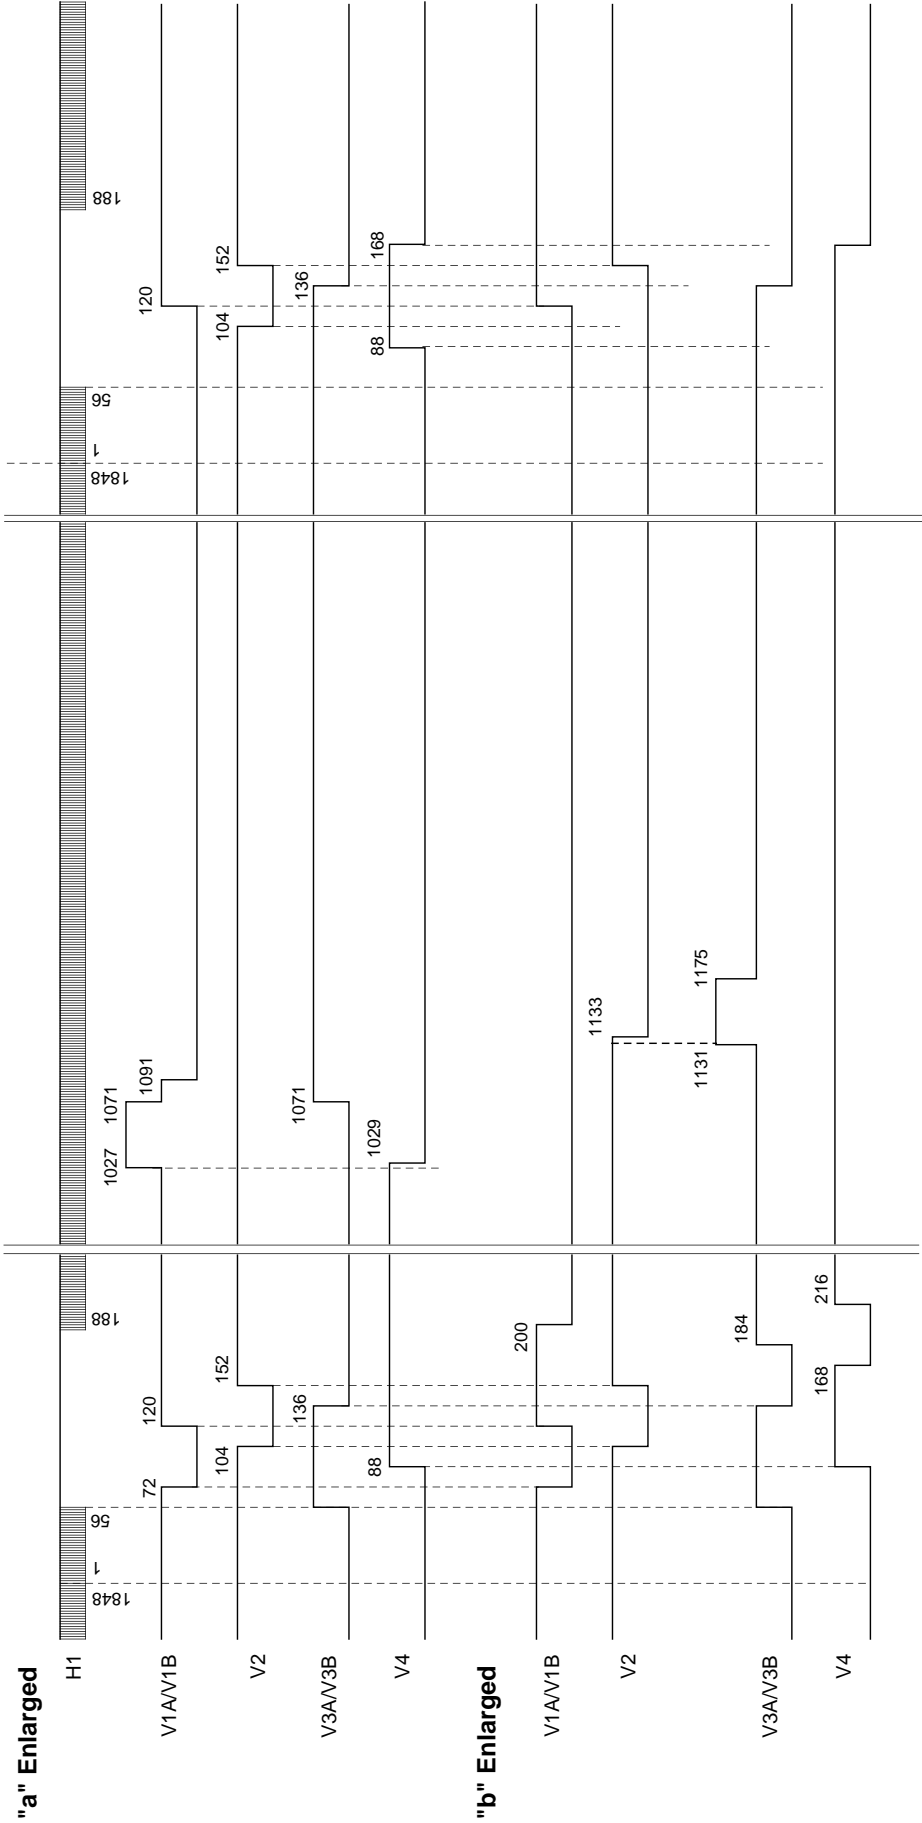 "a" Enlarged
H1 1848 1 56 188 1848 1 56 188
1027 1071
V1A/V1B 72 120 1091 120
V2 104 152 104 152
V3A/V3B 136 1071 136
V4 88 1029 88 168
"b" Enlarged
V1A/V1B 200
V2 1133
1131 1175
V3A/V3B 184
V4 168 216